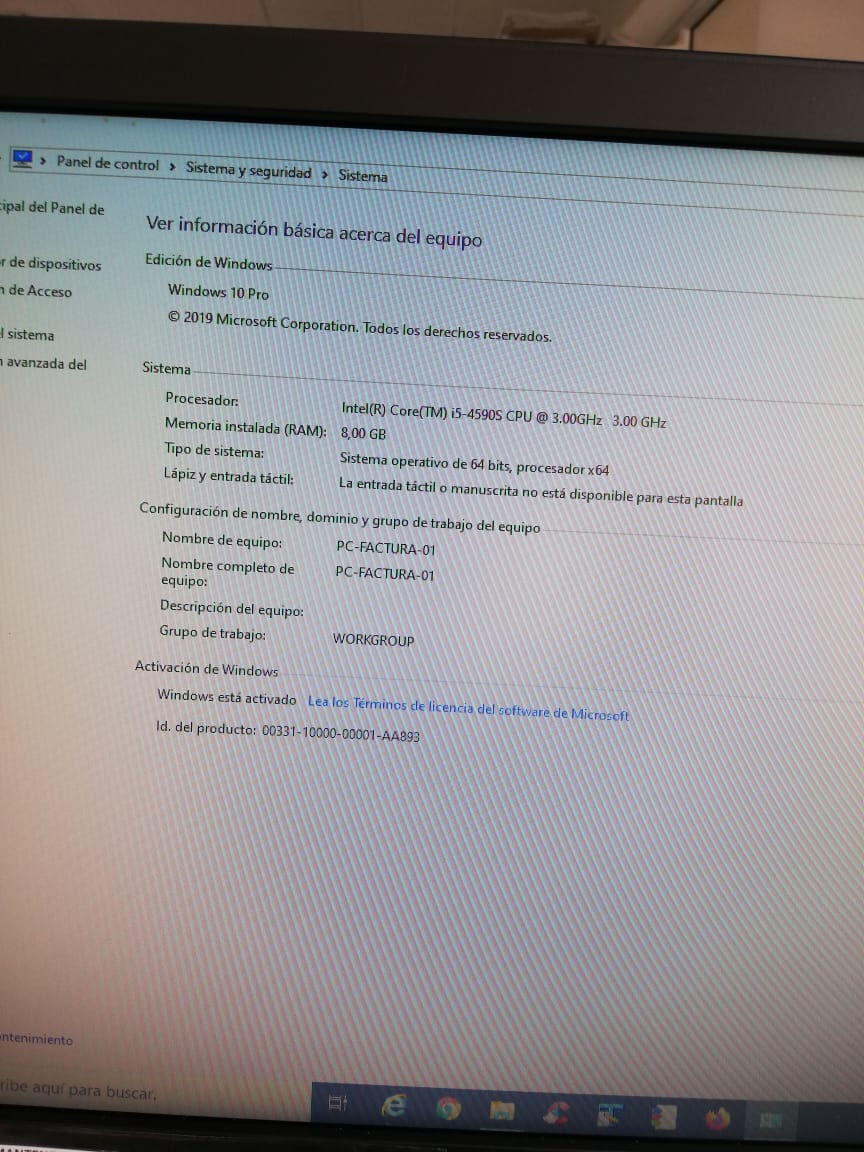 Panel de control > Sistema y seguridad > Sistema
cipal del Panel de
r de dispositivos
n de Acceso
l sistema
n avanzada del
Ver información básica acerca del equipo
Edición de Windows
Windows 10 Pro
© 2019 Microsoft Corporation. Todos los derechos reservados.
Sistema
Procesador: Intel(R) Core(TM) i5-4590S CPU @ 3.00GHz 3.00 GHz
Memoria instalada (RAM): 8,00 GB
Tipo de sistema: Sistema operativo de 64 bits, procesador x64
Lápiz y entrada táctil: La entrada táctil o manuscrita no está disponible para esta pantalla
Configuración de nombre, dominio y grupo de trabajo del equipo
Nombre de equipo: PC-FACTURA-01
Nombre completo de PC-FACTURA-01
equipo:
Descripción del equipo:
Grupo de trabajo: WORKGROUP
Activación de Windows
Windows está activado Lea los Términos de licencia del software de Microsoft
Id. del producto: 00331-10000-00001-AA893
ntenimiento
ribe aquí para buscar.